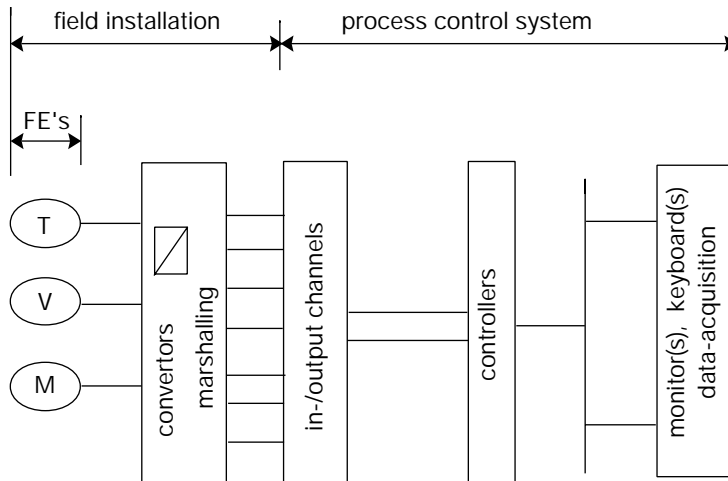 field installation
process control system
FE's
T
V
M
convertors
marshalling
in-/output channels
controllers
monitor(s), keyboard(s)
data-acquisition